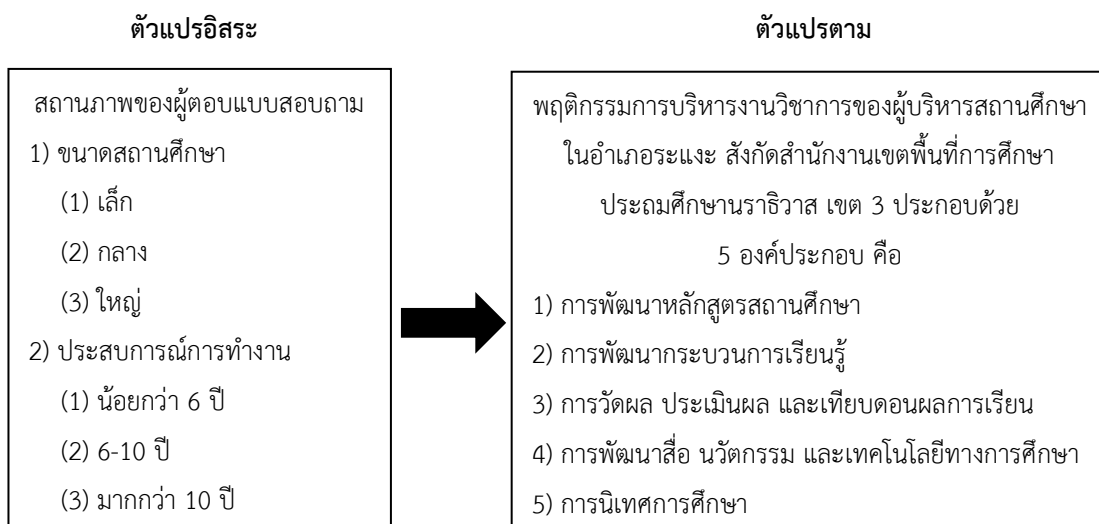 ตัวแปรอิสระ
สถานภาพของผู้ตอบแบบสอบถาม
1) ขนาดสถานศึกษา
(1) เล็ก
(2) กลาง
(3) ใหญ่
2) ประสบการณ์การทำงาน
(1) น้อยกว่า 6 ปี
(2) 6-10 ปี
(3) มากกว่า 10 ปี
ตัวแปรตาม
พฤติกรรมการบริหารงานวิชาการของผู้บริหารสถานศึกษา
ในอำเภอระแงะ สังกัดสำนักงานเขตพื้นที่การศึกษา
ประถมศึกษานราธิวาส เขต 3 ประกอบด้วย
5 องค์ประกอบ คือ
1) การพัฒนาหลักสูตรสถานศึกษา
2) การพัฒนากระบวนการเรียนรู้
3) การวัดผล ประเมินผล และเทียบดอนผลการเรียน
4) การพัฒนาสื่อ นวัตกรรม และเทคโนโลยีทางการศึกษา
5) การนิเทศการศึกษา